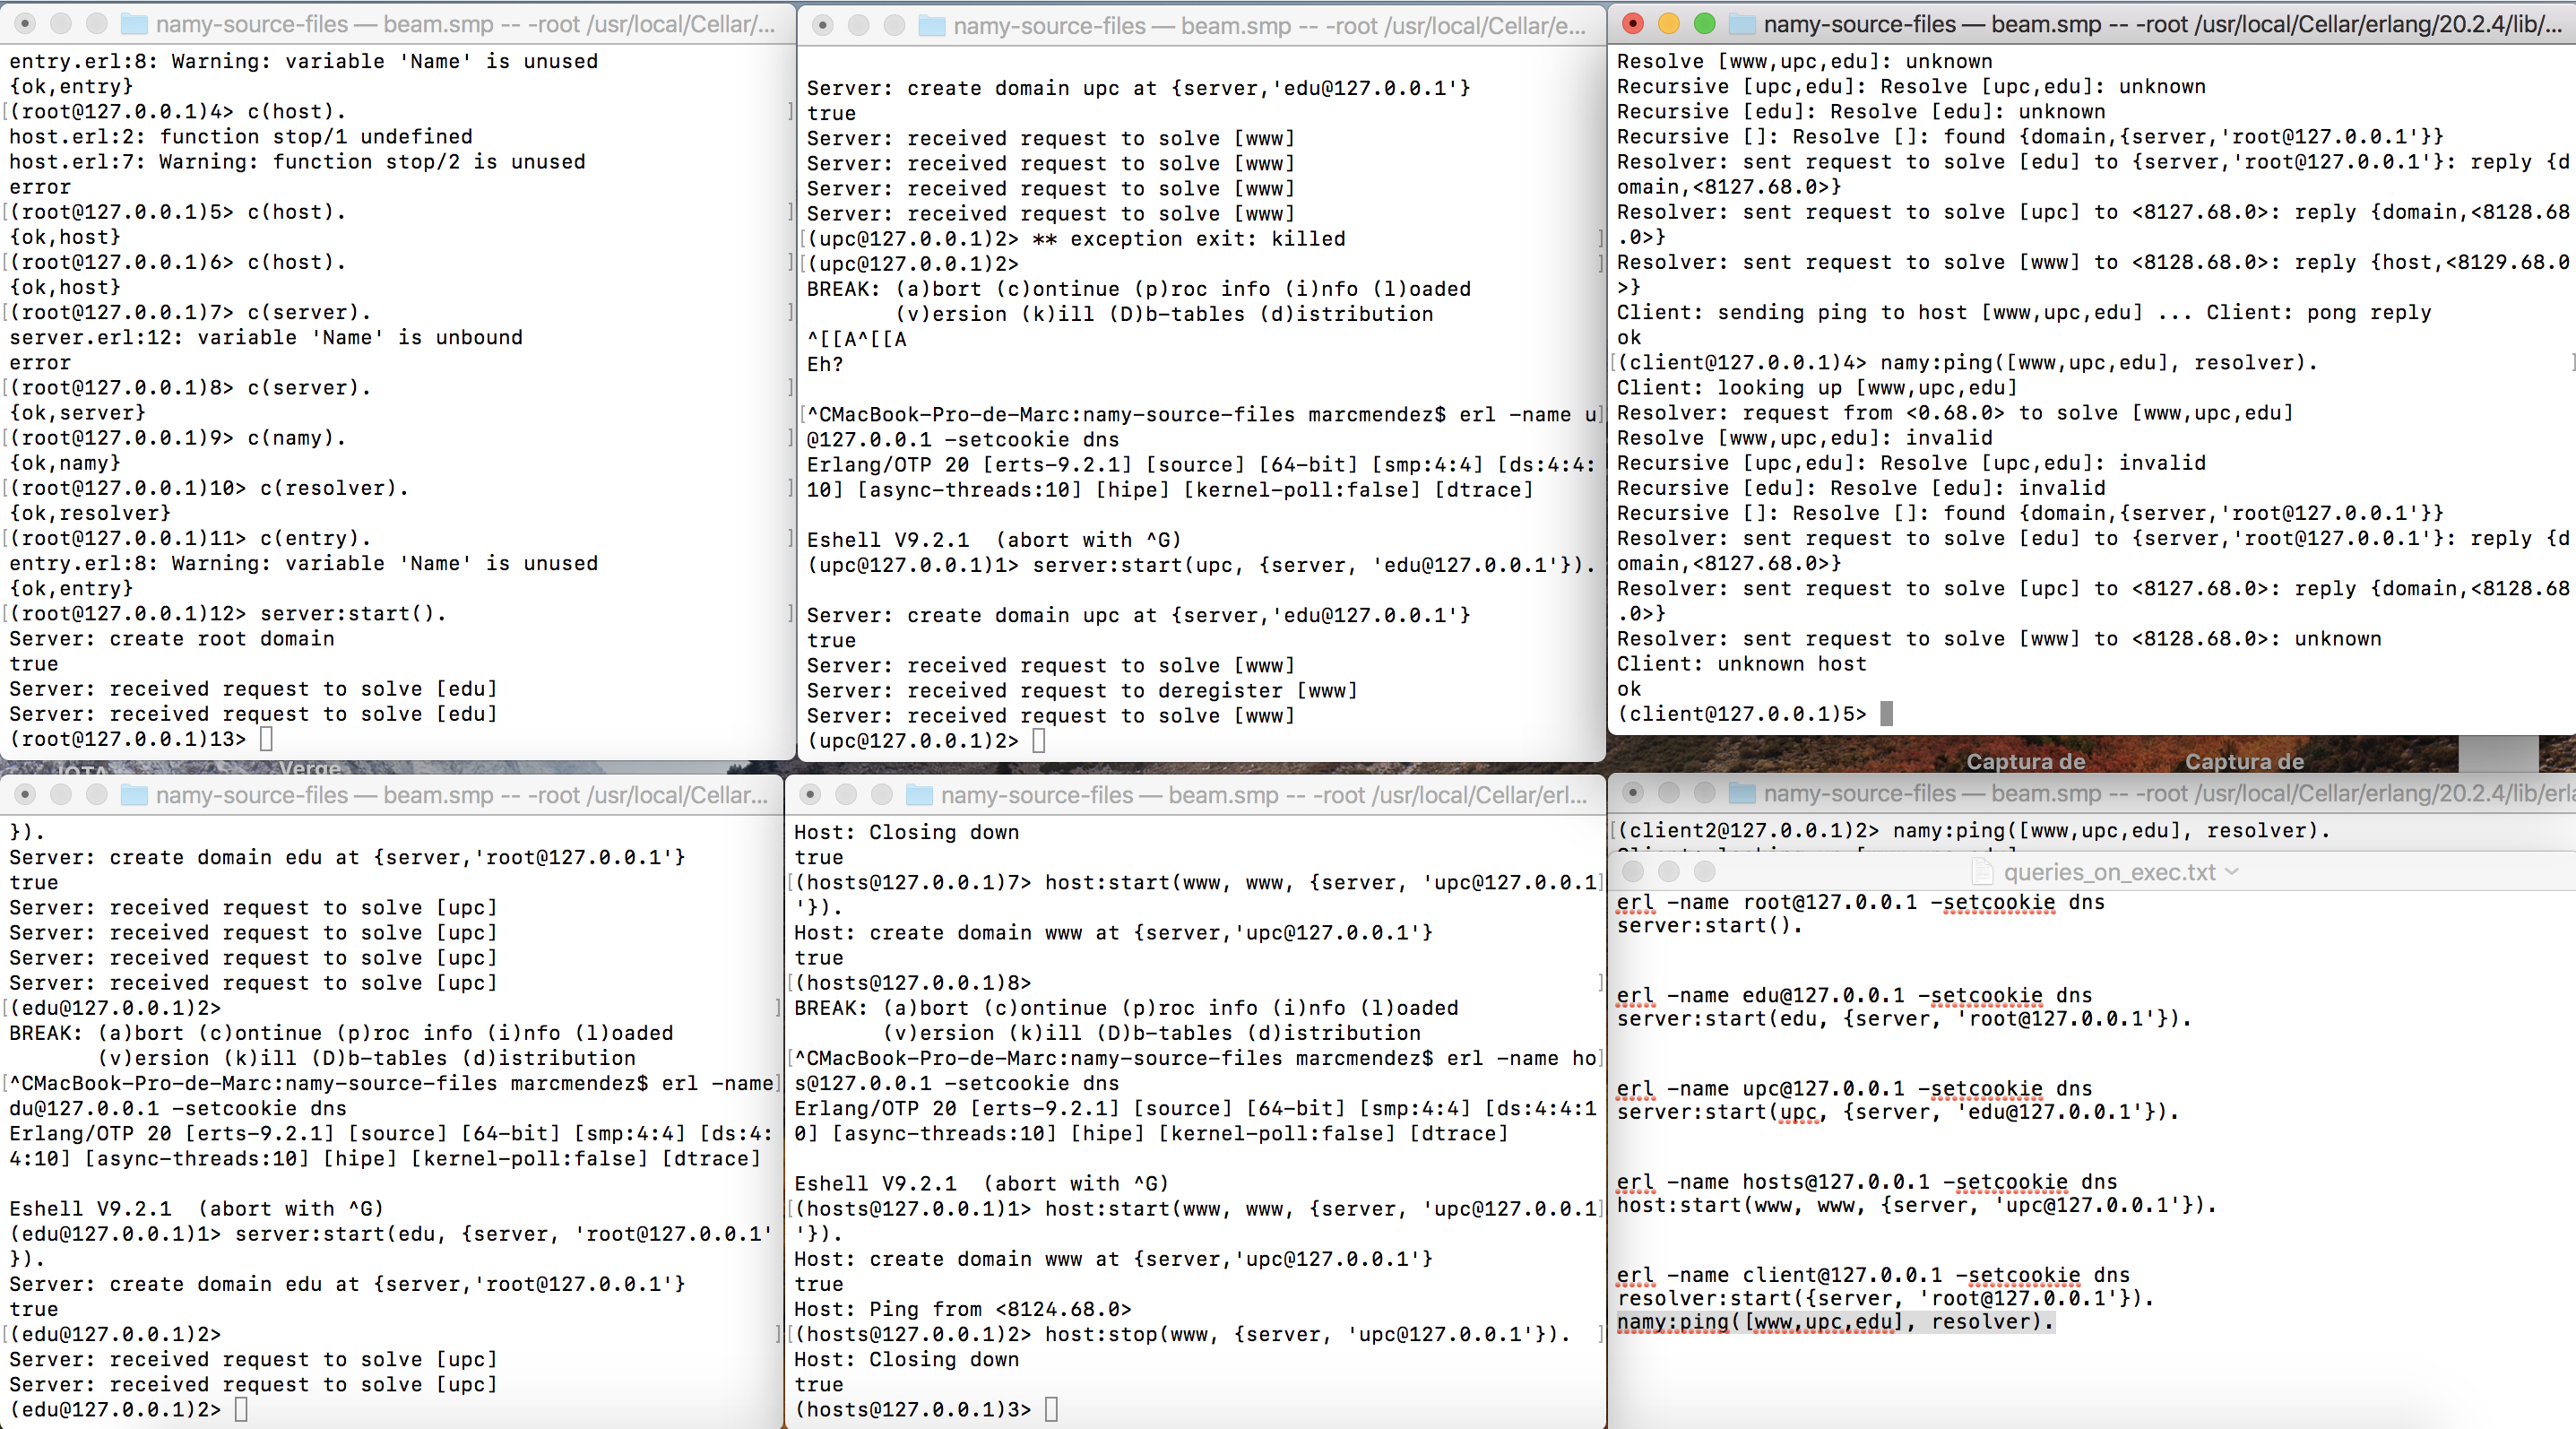 namy-source-files — beam.smp -- -root /usr/local/Cellar/...
entry.erl:8: Warning: variable 'Name' is unused
{ok,entry}
[(root@127.0.0.1)4> c(host). ]
host.erl:2: function stop/1 undefined
host.erl:7: Warning: function stop/2 is unused
error
[(root@127.0.0.1)5> c(host). ]
{ok,host}
[(root@127.0.0.1)6> c(host). ]
{ok,host}
[(root@127.0.0.1)7> c(server). ]
server.erl:12: variable 'Name' is unbound
error
[(root@127.0.0.1)8> c(server). ]
{ok,server}
[(root@127.0.0.1)9> c(namy). ]
{ok,namy}
[(root@127.0.0.1)10> c(resolver). ]
{ok,resolver}
[(root@127.0.0.1)11> c(entry). ]
entry.erl:8: Warning: variable 'Name' is unused
{ok,entry}
[(root@127.0.0.1)12> server:start(). ]
Server: create root domain
true
Server: received request to solve [edu]
Server: received request to solve [edu]
(root@127.0.0.1)13>
namy-source-files — beam.smp -- -root /usr/local/Cellar/e...
Server: create domain upc at {server,'edu@127.0.0.1'}
true
Server: received request to solve [www]
Server: received request to solve [www]
Server: received request to solve [www]
Server: received request to solve [www]
[(upc@127.0.0.1)2> ** exception exit: killed ]
[(upc@127.0.0.1)2> ]
BREAK: (a)bort (c)ontinue (p)roc info (i)nfo (l)oaded
(v)ersion (k)ill (D)b-tables (d)istribution
^[[A^[[A
Eh?
[^CMacBook-Pro-de-Marc:namy-source-files marcmendez$ erl -name u]
@127.0.0.1 -setcookie dns
Erlang/OTP 20 [erts-9.2.1] [source] [64-bit] [smp:4:4] [ds:4:4:
10] [async-threads:10] [hipe] [kernel-poll:false] [dtrace]
Eshell V9.2.1 (abort with ^G)
(upc@127.0.0.1)1> server:start(upc, {server, 'edu@127.0.0.1'}).
Server: create domain upc at {server,'edu@127.0.0.1'}
true
Server: received request to solve [www]
Server: received request to deregister [www]
Server: received request to solve [www]
(upc@127.0.0.1)2>
namy-source-files — beam.smp -- -root /usr/local/Cellar/erlang/20.2.4/lib/...
Resolve [www,upc,edu]: unknown
Recursive [upc,edu]: Resolve [upc,edu]: unknown
Recursive [edu]: Resolve [edu]: unknown
Recursive []: Resolve []: found {domain,{server,'root@127.0.0.1'}}
Resolver: sent request to solve [edu] to {server,'root@127.0.0.1'}: reply {d
omain,<8127.68.0>}
Resolver: sent request to solve [upc] to <8127.68.0>: reply {domain,<8128.68
.0>}
Resolver: sent request to solve [www] to <8128.68.0>: reply {host,<8129.68.0
>}
Client: sending ping to host [www,upc,edu] ... Client: pong reply
ok
[(client@127.0.0.1)4> namy:ping([www,upc,edu], resolver). ]
Client: looking up [www,upc,edu]
Resolver: request from <0.68.0> to solve [www,upc,edu]
Resolve [www,upc,edu]: invalid
Recursive [upc,edu]: Resolve [upc,edu]: invalid
Recursive [edu]: Resolve [edu]: invalid
Recursive []: Resolve []: found {domain,{server,'root@127.0.0.1'}}
Resolver: sent request to solve [edu] to {server,'root@127.0.0.1'}: reply {d
omain,<8127.68.0>}
Resolver: sent request to solve [upc] to <8127.68.0>: reply {domain,<8128.68
.0>}
Resolver: sent request to solve [www] to <8128.68.0>: unknown
Client: unknown host
ok
(client@127.0.0.1)5>
Verge
Captura de
Captura de
namy-source-files — beam.smp -- -root /usr/local/Cellar...
}).
Server: create domain edu at {server,'root@127.0.0.1'}
true
Server: received request to solve [upc]
Server: received request to solve [upc]
Server: received request to solve [upc]
Server: received request to solve [upc]
[(edu@127.0.0.1)2> ]
BREAK: (a)bort (c)ontinue (p)roc info (i)nfo (l)oaded
(v)ersion (k)ill (D)b-tables (d)istribution
[^CMacBook-Pro-de-Marc:namy-source-files marcmendez$ erl -name]
du@127.0.0.1 -setcookie dns
Erlang/OTP 20 [erts-9.2.1] [source] [64-bit] [smp:4:4] [ds:4:
4:10] [async-threads:10] [hipe] [kernel-poll:false] [dtrace]
Eshell V9.2.1 (abort with ^G)
(edu@127.0.0.1)1> server:start(edu, {server, 'root@127.0.0.1'
}).
Server: create domain edu at {server,'root@127.0.0.1'}
true
[(edu@127.0.0.1)2> ]
Server: received request to solve [upc]
Server: received request to solve [upc]
(edu@127.0.0.1)2>
namy-source-files — beam.smp -- -root /usr/local/Cellar/erl...
Host: Closing down
true
[(hosts@127.0.0.1)7> host:start(www, www, {server, 'upc@127.0.0.1]
'}).
Host: create domain www at {server,'upc@127.0.0.1'}
true
[(hosts@127.0.0.1)8> ]
BREAK: (a)bort (c)ontinue (p)roc info (i)nfo (l)oaded
(v)ersion (k)ill (D)b-tables (d)istribution
[^CMacBook-Pro-de-Marc:namy-source-files marcmendez$ erl -name ho]
s@127.0.0.1 -setcookie dns
Erlang/OTP 20 [erts-9.2.1] [source] [64-bit] [smp:4:4] [ds:4:4:1
0] [async-threads:10] [hipe] [kernel-poll:false] [dtrace]
Eshell V9.2.1 (abort with ^G)
[(hosts@127.0.0.1)1> host:start(www, www, {server, 'upc@127.0.0.1]
'}).
Host: create domain www at {server,'upc@127.0.0.1'}
true
Host: Ping from <8124.68.0>
[(hosts@127.0.0.1)2> host:stop(www, {server, 'upc@127.0.0.1'}). ]
Host: Closing down
true
(hosts@127.0.0.1)3>
namy-source-files — beam.smp -- -root /usr/local/Cellar/erlang/20.2.4/lib/erla
[(client2@127.0.0.1)2> namy:ping([www,upc,edu], resolver).
queries_on_exec.txt
erl -name root@127.0.0.1 -setcookie dns
server:start().
erl -name edu@127.0.0.1 -setcookie dns
server:start(edu, {server, 'root@127.0.0.1'}).
erl -name upc@127.0.0.1 -setcookie dns
server:start(upc, {server, 'edu@127.0.0.1'}).
erl -name hosts@127.0.0.1 -setcookie dns
host:start(www, www, {server, 'upc@127.0.0.1'}).
erl -name client@127.0.0.1 -setcookie dns
resolver:start({server, 'root@127.0.0.1'}).
namy:ping([www,upc,edu], resolver).